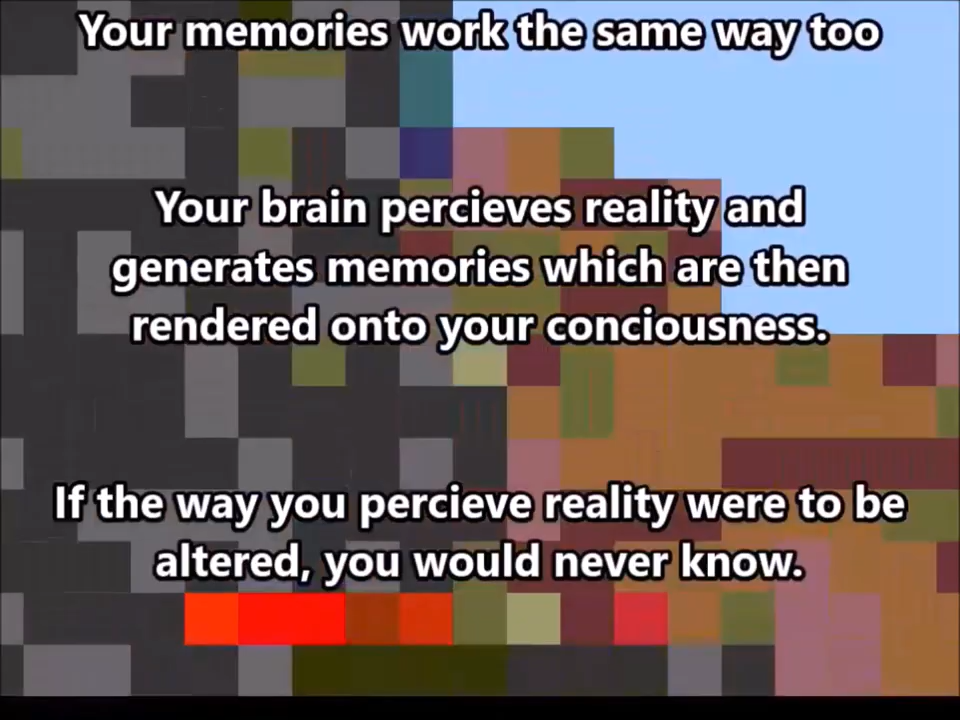 Your memories work the same way too
Your brain percieves reality and
generates memories which are then
rendered onto your conciousness.
If the way you percieve reality were to be
altered, you would never know.